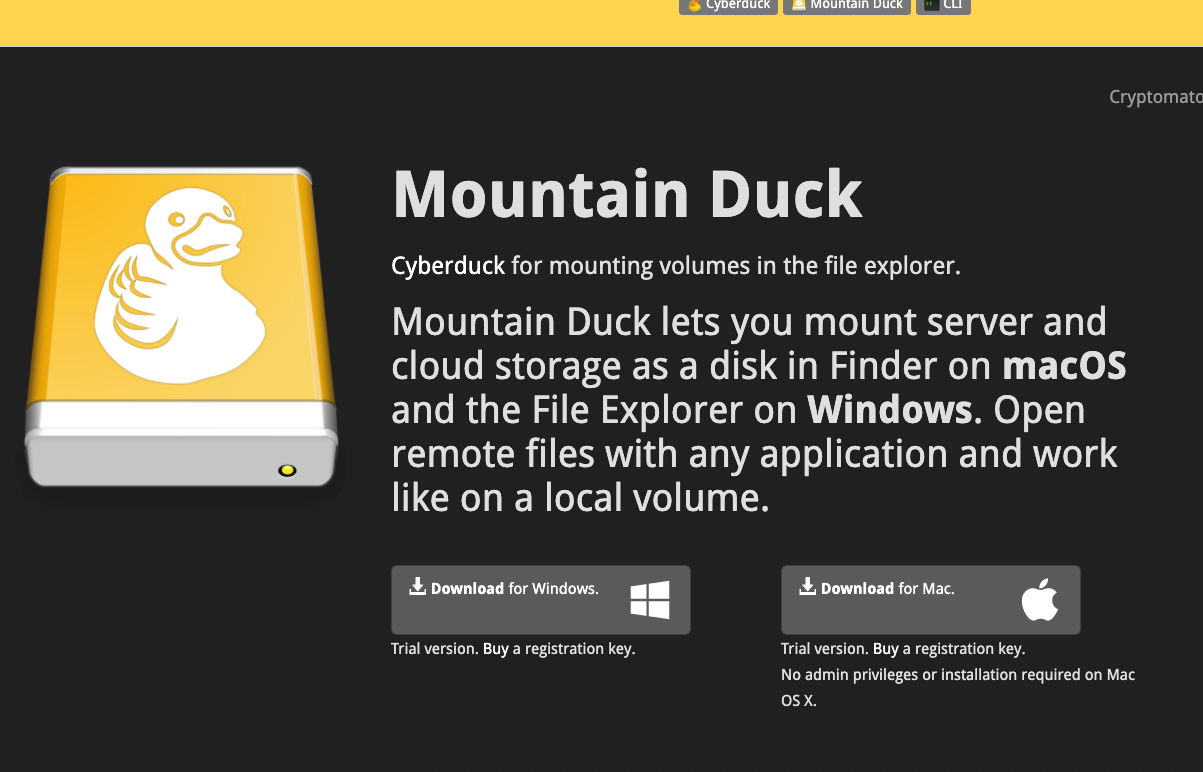 Cyberduck Mountain Duck CLI
Mountain Duck
Cyberduck for mounting volumes in the file explorer.
Mountain Duck lets you mount server and
cloud storage as a disk in Finder on macOS
and the File Explorer on Windows. Open
remote files with any application and work
like on a local volume.
Download for Windows.
Trial version. Buy a registration key.
Download for Mac.
Trial version. Buy a registration key.
No admin privileges or installation required on Mac
OS X.